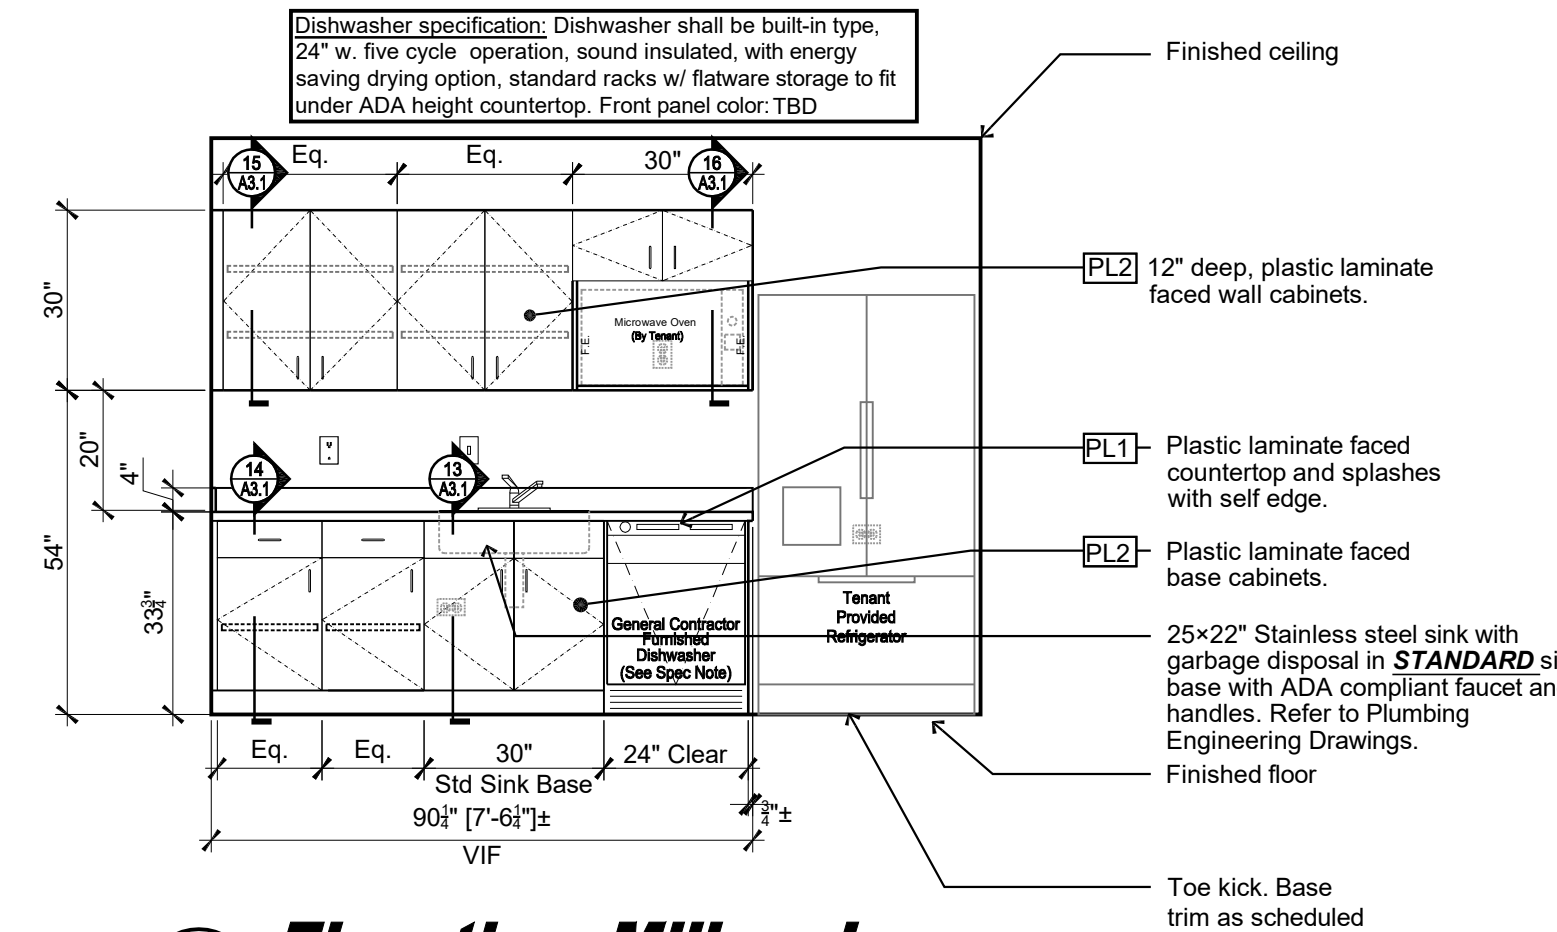 Dishwasher specification: Dishwasher shall be built-in type,
24" w. five cycle operation, sound insulated, with energy
saving drying option, standard racks w/ flatware storage to fit
under ADA height countertop. Front panel color: TBD
Finished ceiling
15
A3.1
Eq.
Eq.
30"
16
A3.1
30"
PL2 12" deep, plastic laminate
faced wall cabinets.
Microwave Oven
(By Tenant)
F.E.
F.E.
20"
4"
14
A3.1
13
A3.1
PL1 Plastic laminate faced
countertop and splashes
with self edge.
54"
33¾"
PL2 Plastic laminate faced
base cabinets.
Tenant
Provided
Refrigerator
General Contractor
Furnished
Dishwasher
(See Spec Note)
25×22" Stainless steel sink with
garbage disposal in STANDARD si
base with ADA compliant faucet an
handles. Refer to Plumbing
Engineering Drawings.
Finished floor
Eq.
Eq.
30"
24" Clear
Std Sink Base
90¼" [7'-6¼"]±
¾"±
VIF
Toe kick. Base
trim as scheduled